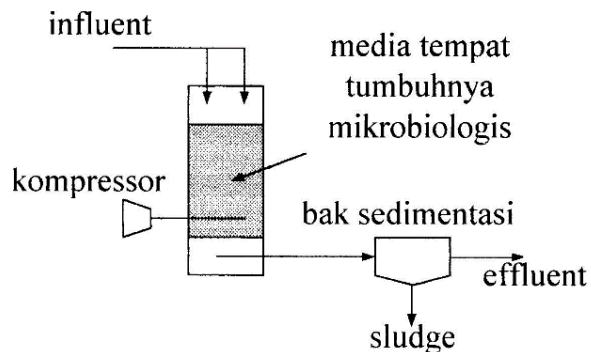 influent
media tempat
tumbuhnya
mikrobiologis
kompressor
bak sedimentasi
effluent
sludge